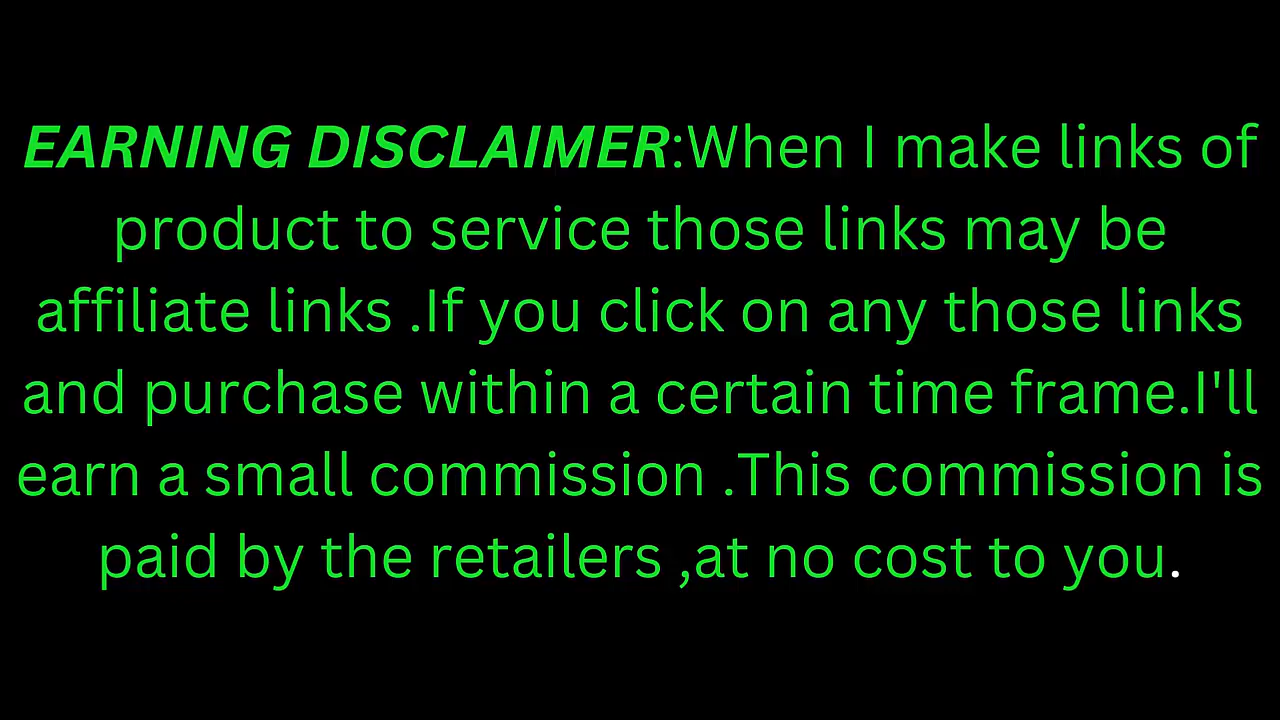 EARNING DISCLAIMER:When I make links of
product to service those links may be
affiliate links .If you click on any those links
and purchase within a certain time frame.I'll
earn a small commission .This commission is
paid by the retailers ,at no cost to you.